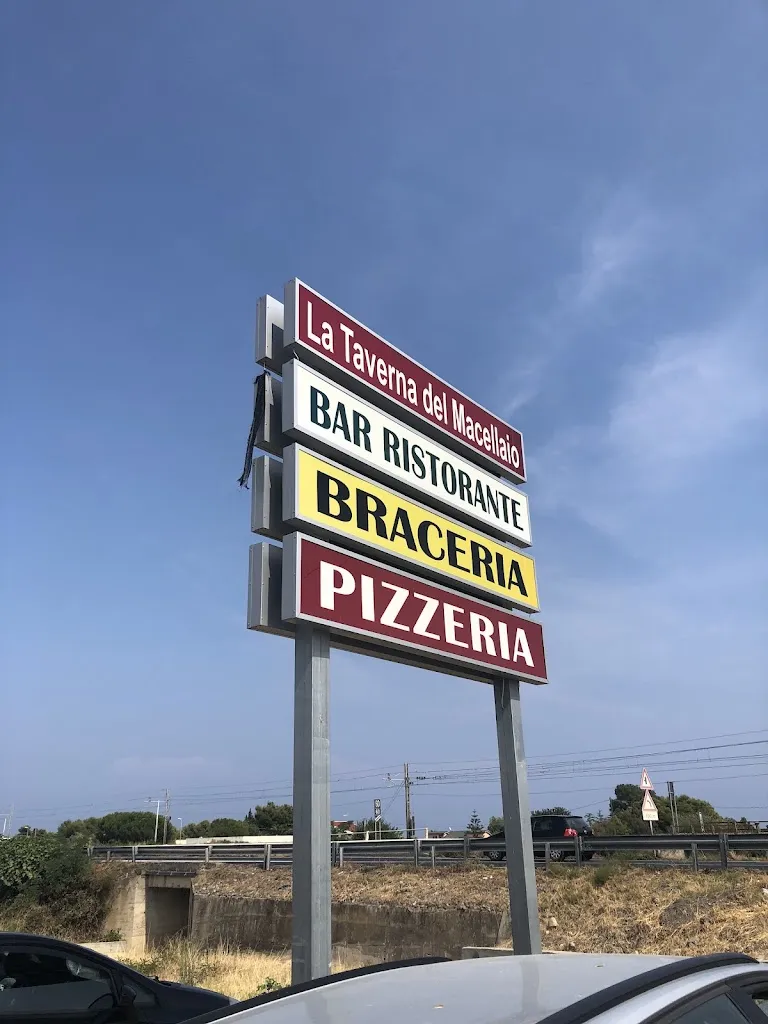 La Taverna del Macellaio
BAR RISTORANTE
BRACERIA
PIZZERIA